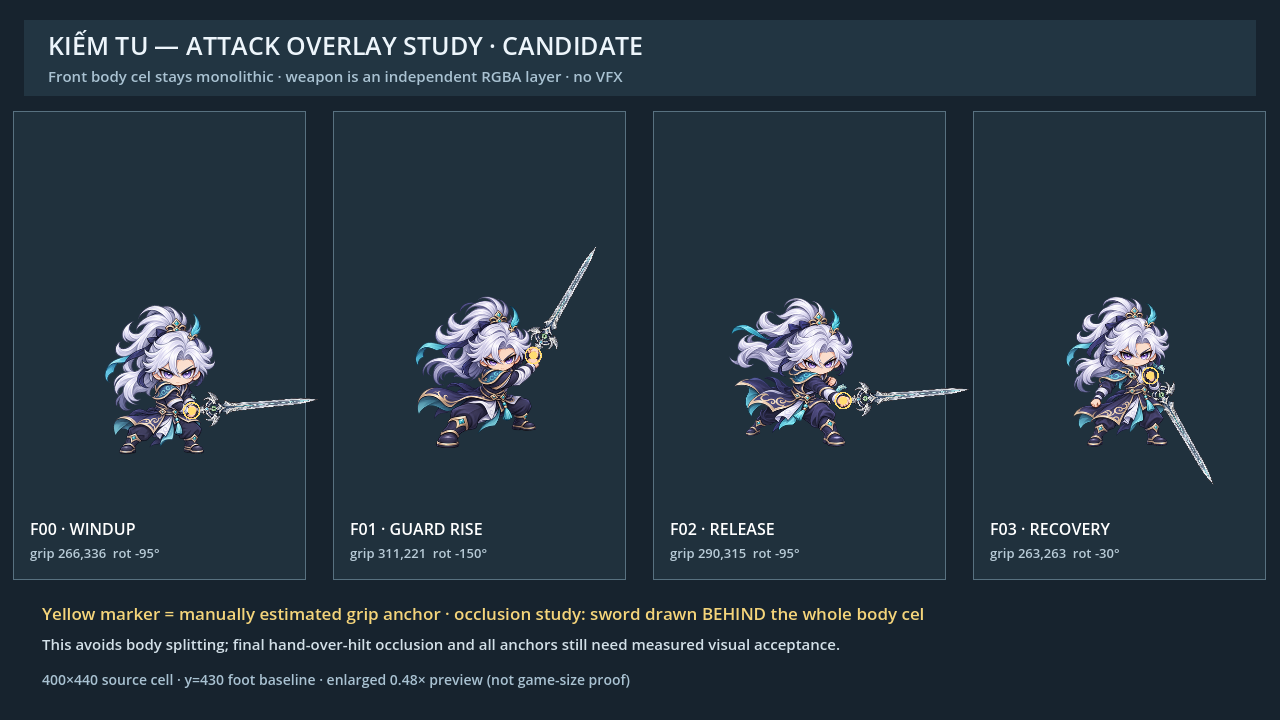 KIẾM TU — ATTACK OVERLAY STUDY · CANDIDATE
Front body cel stays monolithic · weapon is an independent RGBA layer · no VFX
F00 · WINDUP
grip 266,336  rot -95°
F01 · GUARD RISE
grip 311,221  rot -150°
F02 · RELEASE
grip 290,315  rot -95°
F03 · RECOVERY
grip 263,263  rot -30°
Yellow marker = manually estimated grip anchor · occlusion study: sword drawn BEHIND the whole body cel
This avoids body splitting; final hand-over-hilt occlusion and all anchors still need measured visual acceptance.
400×440 source cell · y=430 foot baseline · enlarged 0.48× preview (not game-size proof)